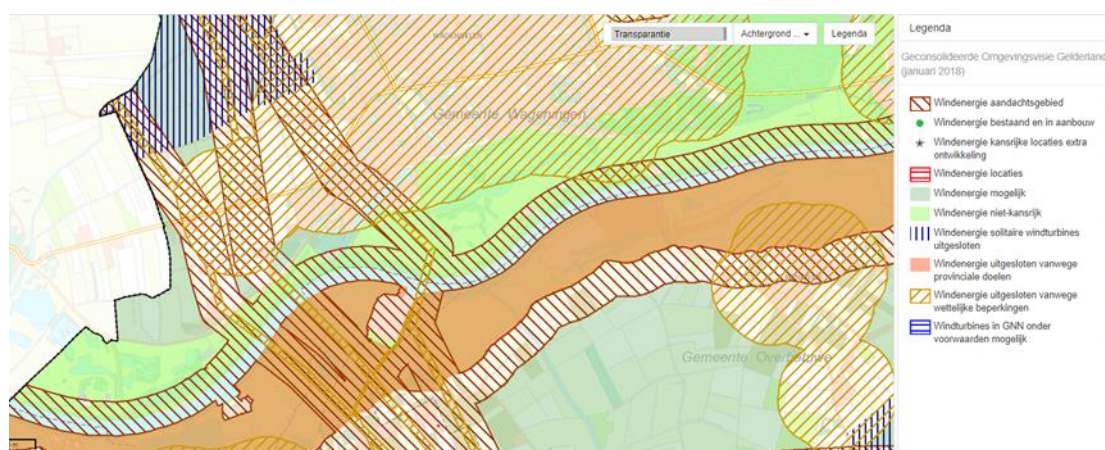 WAGENINGEN
Transparantie
Achtergrond ...
Legenda
Gemeente Wageningen
Gemeente Overbetuwe
Legenda
Geconsolideerde Omgevingsvisie Gelderland
(januari 2018)
Windenergie aandachtsgebied
Windenergie bestaand en in aanbouw
Windenergie kansrijke locaties extra
ontwikkeling
Windenergie locaties
Windenergie mogelijk
Windenergie niet-kansrijk
Windenergie solitaire windturbines
uitgesloten
Windenergie uitgesloten vanwege
provinciale doelen
Windenergie uitgesloten vanwege
wettelijke beperkingen
Windturbines in GNN onder
voorwaarden mogelijk